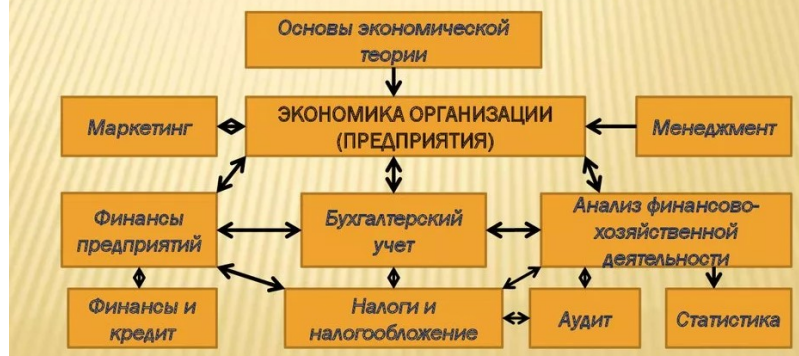 Основы экономической
теории
Маркетинг
ЭКОНОМИКА ОРГАНИЗАЦИИ
(ПРЕДПРИЯТИЯ)
Менеджмент
Финансы
предприятий
Бухгалтерский
учет
Анализ финансово-
хозяйственной
деятельности
Финансы и
кредит
Налоги и
налогообложение
Аудит
Статистика